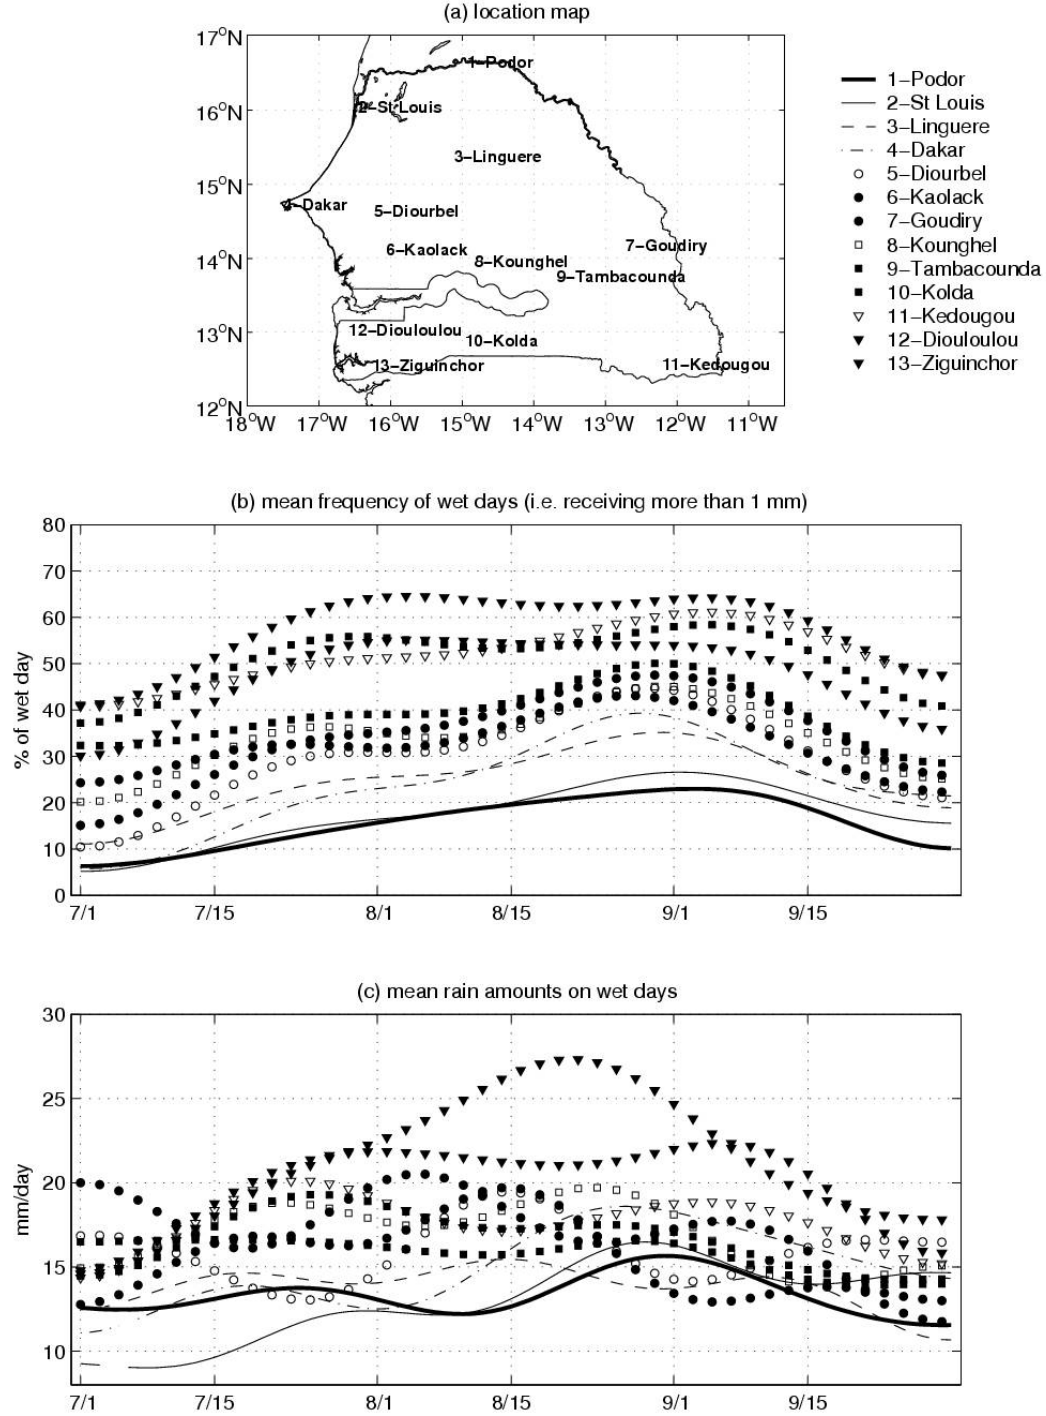 (a) location map
17°N
16°N
15°N
14°N
13°N
12°N
18°W 17°W 16°W 15°W 14°W 13°W 12°W 11°W
1–Podor
2–St Louis
3–Linguere
4–Dakar
5–Diourbel
6–Kaolack
7–Goudiry
8–Kounghel
9–Tambacounda
12–Diouloulou
10–Kolda
13–Ziguinchor
11–Kedougou
1–Podor
2–St Louis
3–Linguere
4–Dakar
5–Diourbel
6–Kaolack
7–Goudiry
8–Kounghel
9–Tambacounda
10–Kolda
11–Kedougou
12–Diouloulou
13–Ziguinchor
(b) mean frequency of wet days (i.e. receiving more than 1 mm)
% of wet day
80
70
60
50
40
30
20
10
0
7/1 7/15 8/1 8/15 9/1 9/15
(c) mean rain amounts on wet days
mm/day
30
25
20
15
10
7/1 7/15 8/1 8/15 9/1 9/15